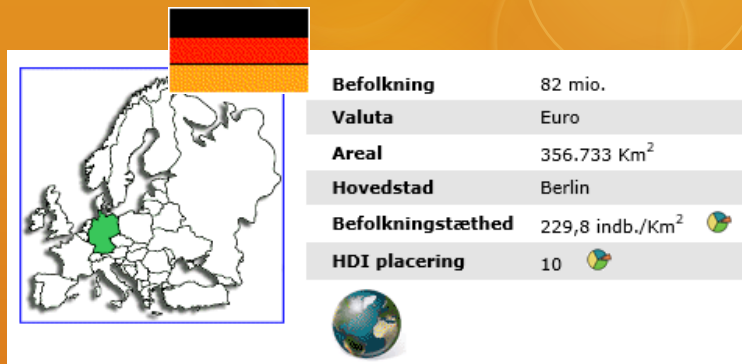 Befolkning 82 mio.
Valuta Euro
Areal 356.733 Km²
Hovedstad Berlin
Befolkningstæthed 229,8 indb./Km²
HDI placering 10